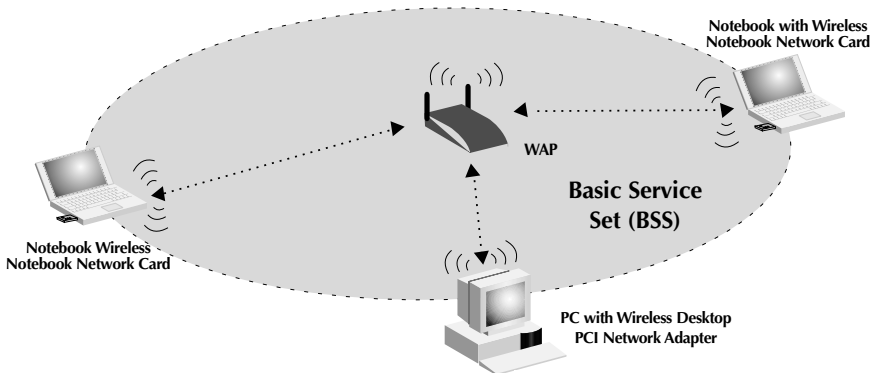 Notebook with Wireless
Notebook Network Card
WAP
Basic Service
Set (BSS)
Notebook Wireless
Notebook Network Card
PC with Wireless Desktop
PCI Network Adapter